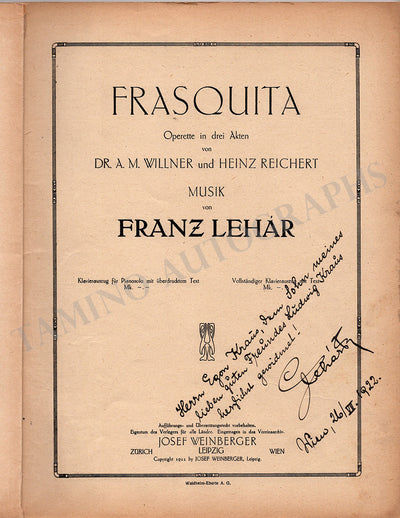 FRASQUITA
Operette in drei Akten
von
DR. A. M. WILLNER und HEINZ REICHERT
MUSIK
von
FRANZ LEHÁR
Klavierauszug für Pianosolo mit überdrucktem Text
Mk. –.–
Vollständiger Klavierauszug Text
Mk. –
Herrn Egon Kraus, dem Sohn meines
lieben guten Freundes Ludwig Kraus
herzlichst gewidmet!
Lehár
Wien, 26/III. 1922.
Aufführungs- und Übersetzungsrecht vorbehalten.
Eigentum des Verlegers für alle Länder. Eingetragen in das Vereinsarchiv.
JOSEF WEINBERGER
ZÜRICH LEIPZIG WIEN
Copyright 1922 by JOSEF WEINBERGER, Leipzig.
Waldheim-Eberle A. G.
TAMINO AUTOGRAPHS